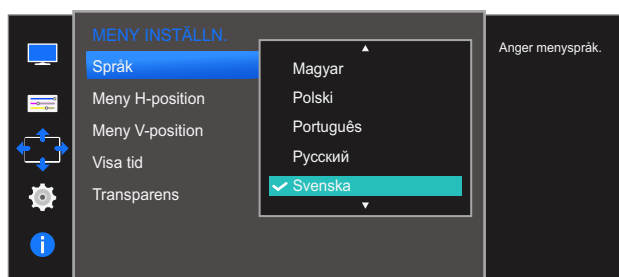 MENY INSTÄLLN.
Språk
Meny H-position
Meny V-position
Visa tid
Transparens
Magyar
Polski
Português
Русский
Svenska
Anger menyspråk.